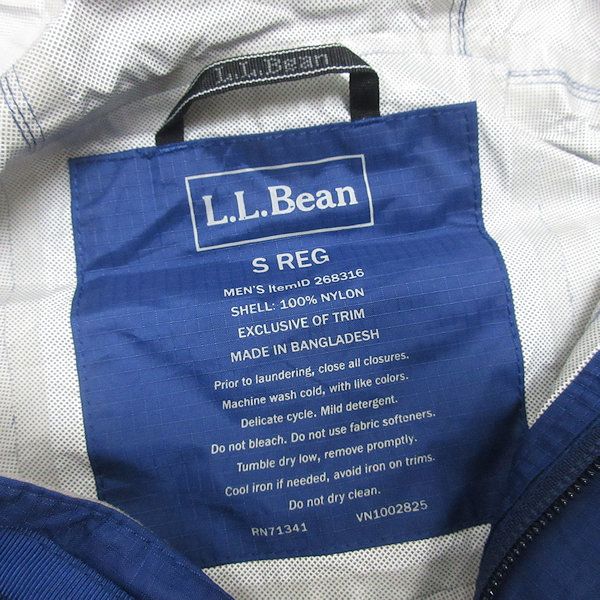 L.L.Bean
L.L.Bean
S REG
MEN'S ItemID 268316
SHELL: 100% NYLON
EXCLUSIVE OF TRIM
MADE IN BANGLADESH
Prior to laundering, close all closures.
Machine wash cold, with like colors.
Delicate cycle. Mild detergent.
Do not bleach. Do not use fabric softeners.
Tumble dry low, remove promptly.
Cool iron if needed, avoid iron on trims.
Do not dry clean.
RN71341 VN1002825